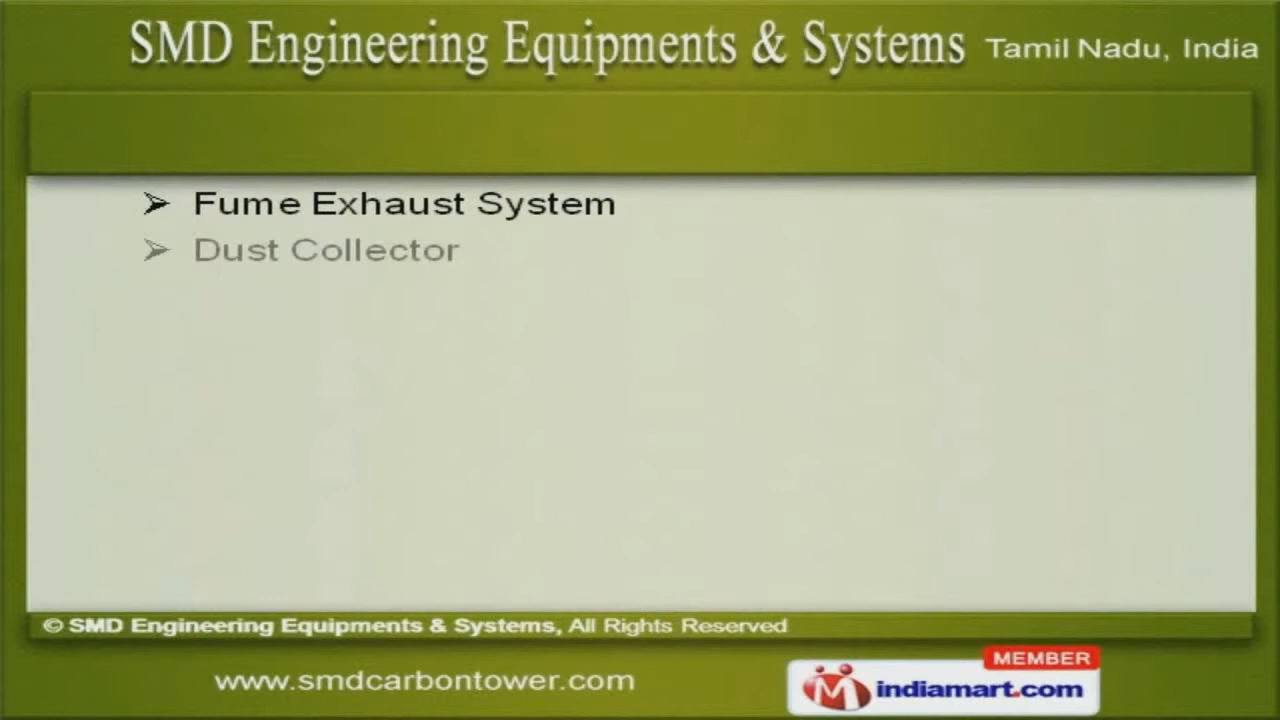 SMD Engineering Equipments & Systems Tamil Nadu, India
➢ Fume Exhaust System
➢ Dust Collector
© SMD Engineering Equipments & Systems, All Rights Reserved
www.smdcarbontower.com
MEMBER
indiamart.com